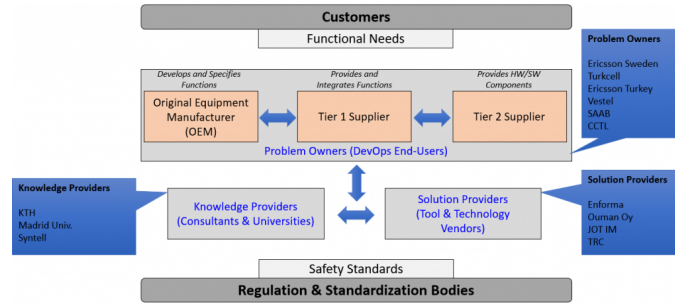 Customers
Functional Needs
Develops and Specifies
Functions
Provides and
Integrates Functions
Provides HW/SW
Components
Original Equipment
Manufacturer
(OEM)
Tier 1 Supplier
Tier 2 Supplier
Problem Owners (DevOps End-Users)
Problem Owners
Ericsson Sweden
Turkcell
Ericsson Turkey
Vestel
SAAB
CCTL
Knowledge Providers
KTH
Madrid Univ.
Syntell
Knowledge Providers
(Consultants & Universities)
Solution Providers
(Tool & Technology
Vendors)
Solution Providers
Enforma
Ouman Oy
JOT IM
TRC
Safety Standards
Regulation & Standardization Bodies